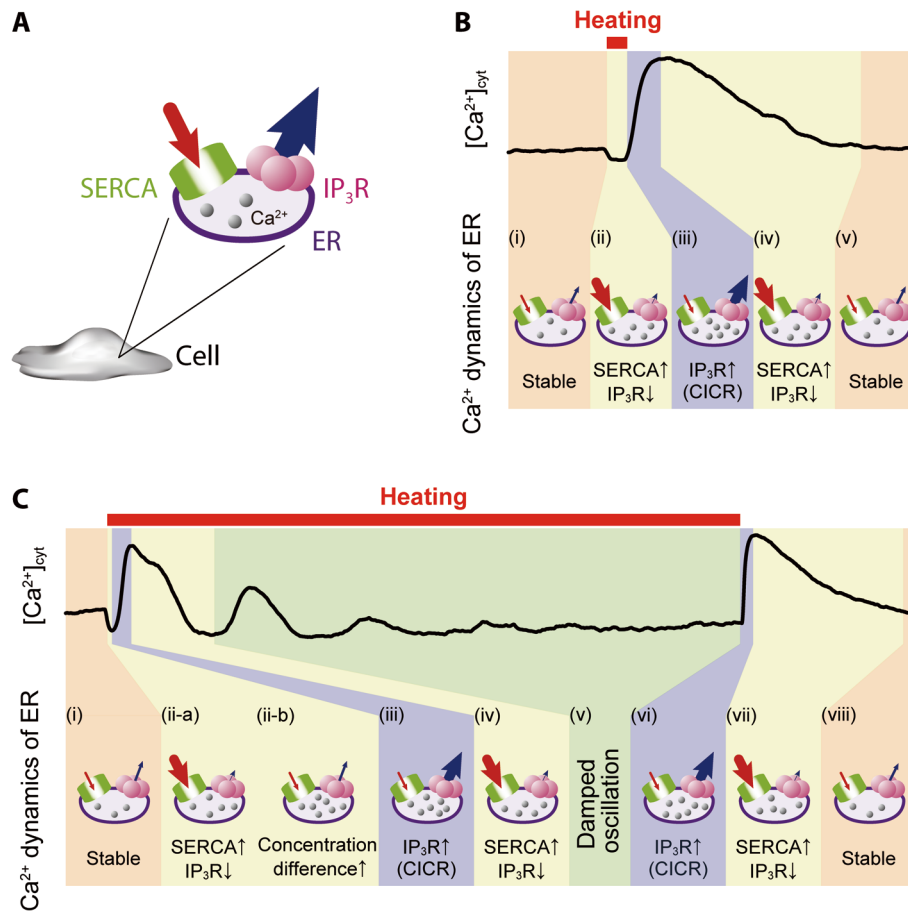 A
SERCA
IP₃R
Ca²⁺
ER
Cell
B
Heating
[Ca²⁺]cyt
Ca²⁺ dynamics of ER
(i)
(ii)
(iii)
(iv)
(v)
Stable
SERCA↑
IP₃R↓
IP₃R↑
(CICR)
SERCA↑
IP₃R↓
Stable
C
Heating
[Ca²⁺]cyt
Ca²⁺ dynamics of ER
(i)
(ii-a)
(ii-b)
(iii)
(iv)
(v)
(vi)
(vii)
(viii)
Stable
SERCA↑
IP₃R↓
Concentration
difference↑
IP₃R↑
(CICR)
SERCA↑
IP₃R↓
Damped
oscillation
IP₃R↑
(CICR)
SERCA↑
IP₃R↓
Stable